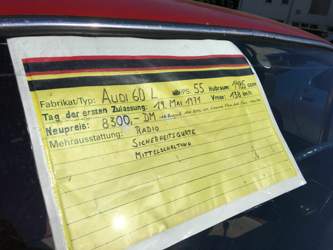 Fabrikat/Typ: AUDI 60 L PS: 55 Hubraum 1496 ccm
Tag der ersten Zulassung: 19. MAI 1971 Vmax: 138 km/h
Neupreis: 8300,- DM
Mehrausstattung: RADIO
SICHERHEITSGURTE
MITTELSCHALTUNG